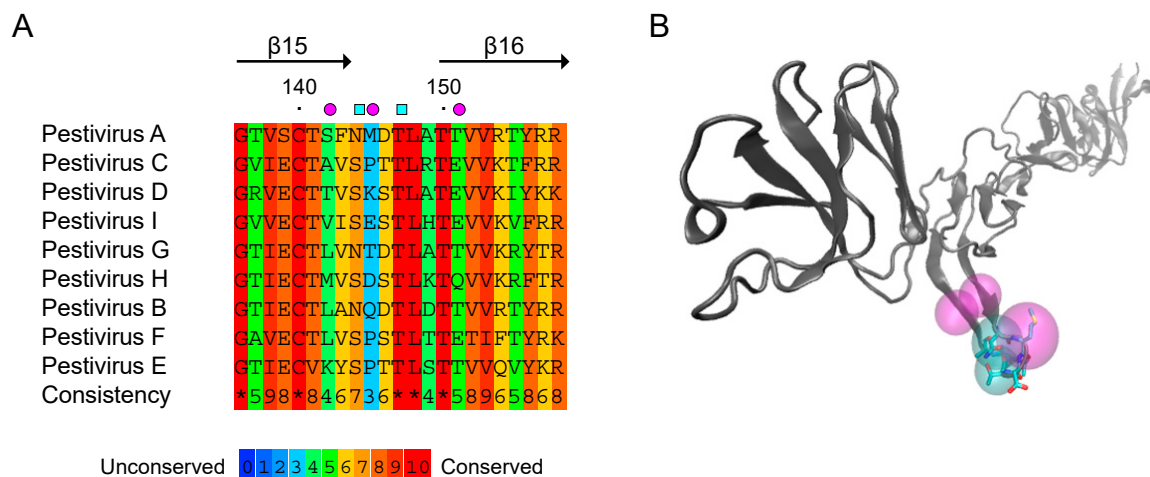 A
B
β15 β16
140 150
Pestivirus A GTVSCTSFNMDTLATTVVRTYRR
Pestivirus C GVIECTAVSPTTLRTEVVKTFRR
Pestivirus D GRVECTTVSKSTLATEVVKIYKK
Pestivirus I GVVECTVISESTLHTEVVKVFRR
Pestivirus G GTIECTLVNTDTLATTVVKRYTR
Pestivirus H GTIECTMVSDSTLKTQVVKRFTR
Pestivirus B GTIECTLANQDTLDTTVVRTYRR
Pestivirus F GAVECTLVSPSTLTTETIFTYRK
Pestivirus E GTIECVKYSPTTLSTTVVQVYKR
Consistency *598*846736**4*58965868
Unconserved 0 1 2 3 4 5 6 7 8 9 10 Conserved